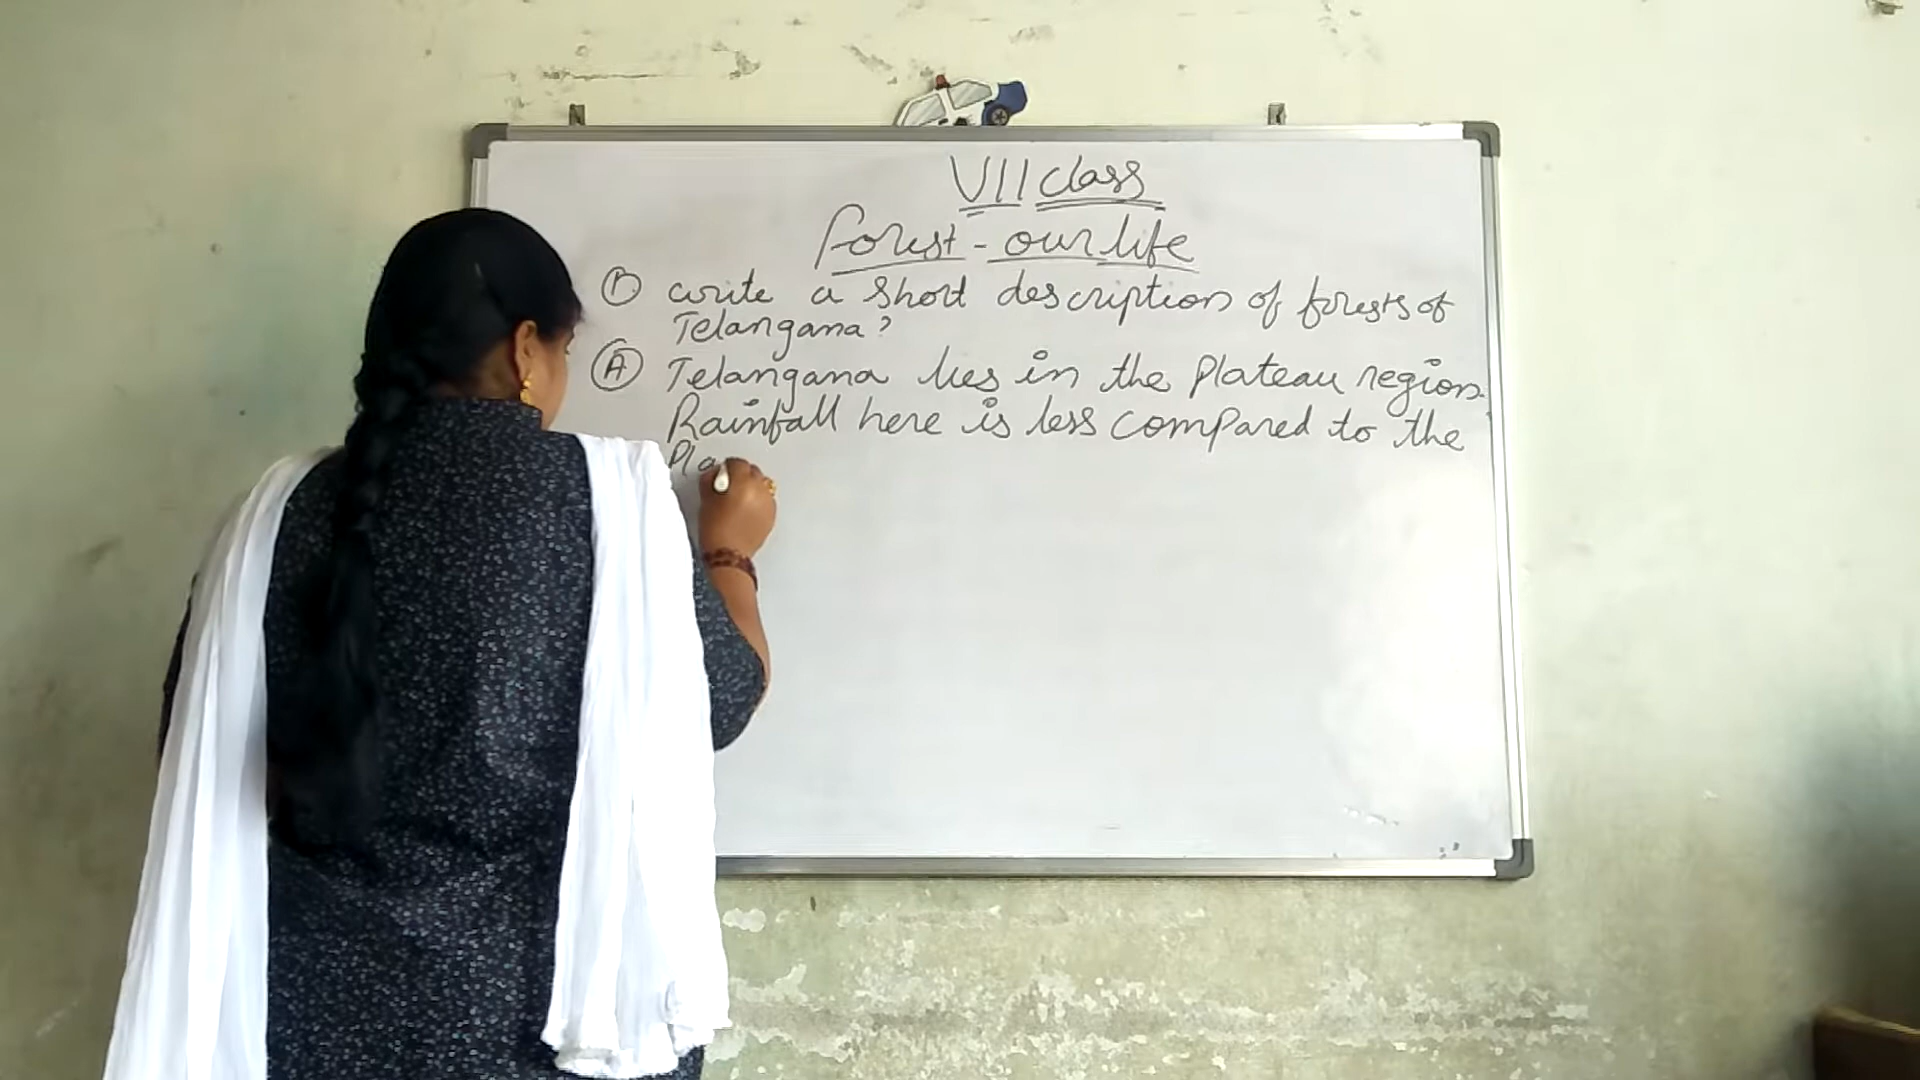 VII class
Forest - our life
① write a short description of forests of
Telangana?
Ⓐ Telangana lies in the plateau region.
Rainfall here is less compared to the
Pla